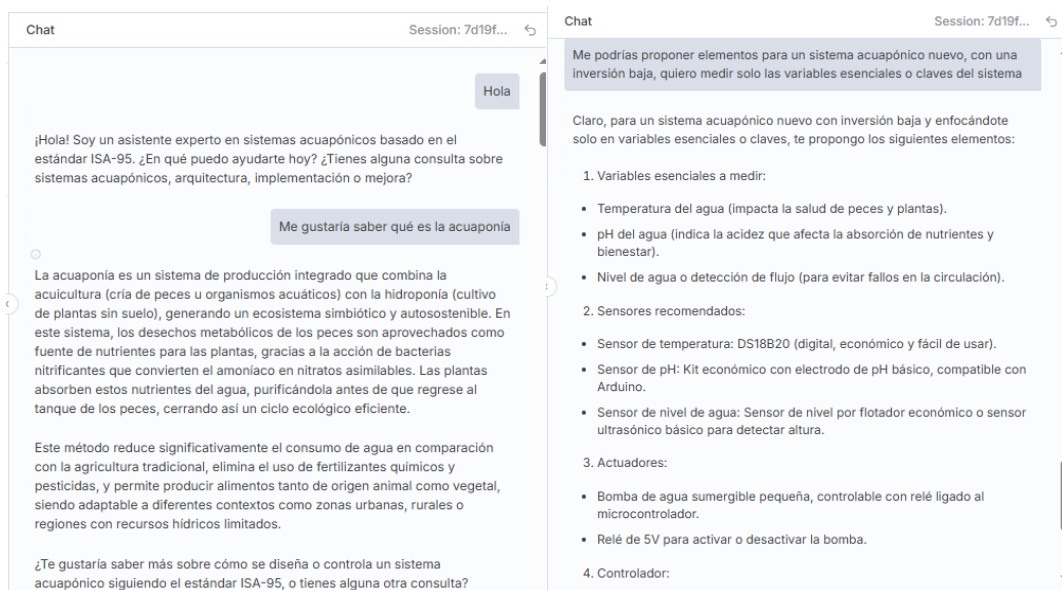 Chat
Session: 7d19f...
Hola
¡Hola! Soy un asistente experto en sistemas acuapónicos basado en el
estándar ISA-95. ¿En qué puedo ayudarte hoy? ¿Tienes alguna consulta sobre
sistemas acuapónicos, arquitectura, implementación o mejora?
Me gustaría saber qué es la acuaponía
La acuaponía es un sistema de producción integrado que combina la
acuicultura (cría de peces u organismos acuáticos) con la hidroponía (cultivo
de plantas sin suelo), generando un ecosistema simbiótico y autosostenible. En
este sistema, los desechos metabólicos de los peces son aprovechados como
fuente de nutrientes para las plantas, gracias a la acción de bacterias
nitrificantes que convierten el amoníaco en nitratos asimilables. Las plantas
absorben estos nutrientes del agua, purificándola antes de que regrese al
tanque de los peces, cerrando así un ciclo ecológico eficiente.
Este método reduce significativamente el consumo de agua en comparación
con la agricultura tradicional, elimina el uso de fertilizantes químicos y
pesticidas, y permite producir alimentos tanto de origen animal como vegetal,
siendo adaptable a diferentes contextos como zonas urbanas, rurales o
regiones con recursos hídricos limitados.
¿Te gustaría saber más sobre cómo se diseña o controla un sistema
acuapónico siguiendo el estándar ISA-95, o tienes alguna otra consulta?
Chat
Session: 7d19f...
Me podrías proponer elementos para un sistema acuapónico nuevo, con una
inversión baja, quiero medir solo las variables esenciales o claves del sistema
Claro, para un sistema acuapónico nuevo con inversión baja y enfocándote
solo en variables esenciales o claves, te propongo los siguientes elementos:
1. Variables esenciales a medir:
• Temperatura del agua (impacta la salud de peces y plantas).
• pH del agua (indica la acidez que afecta la absorción de nutrientes y
bienestar).
• Nivel de agua o detección de flujo (para evitar fallos en la circulación).
2. Sensores recomendados:
• Sensor de temperatura: DS18B20 (digital, económico y fácil de usar).
• Sensor de pH: Kit económico con electrodo de pH básico, compatible con
Arduino.
• Sensor de nivel de agua: Sensor de nivel por flotador económico o sensor
ultrasónico básico para detectar altura.
3. Actuadores:
• Bomba de agua sumergible pequeña, controlable con relé ligado al
microcontrolador.
• Relé de 5V para activar o desactivar la bomba.
4. Controlador: